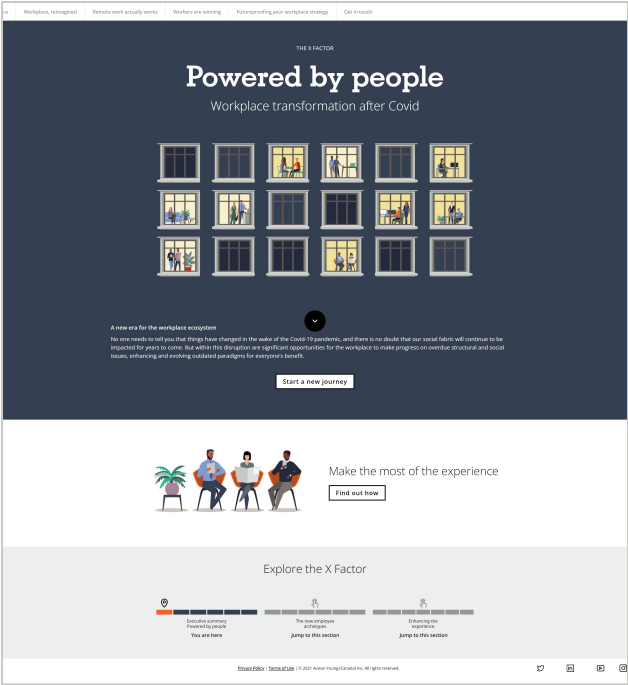 ns
Workplace, reimagined
Remote work actually works
Workers are winning
Futureproofing your workplace strategy
Get in touch
THE X FACTOR
Powered by people
Workplace transformation after Covid
A new era for the workplace ecosystem
No one needs to tell you that things have changed in the wake of the Covid-19 pandemic, and there is no doubt that our social fabric will continue to be
impacted for years to come. But within this disruption are significant opportunities for the workplace to make progress on overdue structural and social
issues, enhancing and evolving outdated paradigms for everyone's benefit.
Start a new journey
Make the most of the experience
Find out how
Explore the X Factor
Executive summary
Powered by people
You are here
The new employee
archetypes
Jump to this section
Enhancing the
experience
Jump to this section
Privacy Policy | Terms of Use | © 2021 Avison Young (Canada) Inc. All rights reserved.